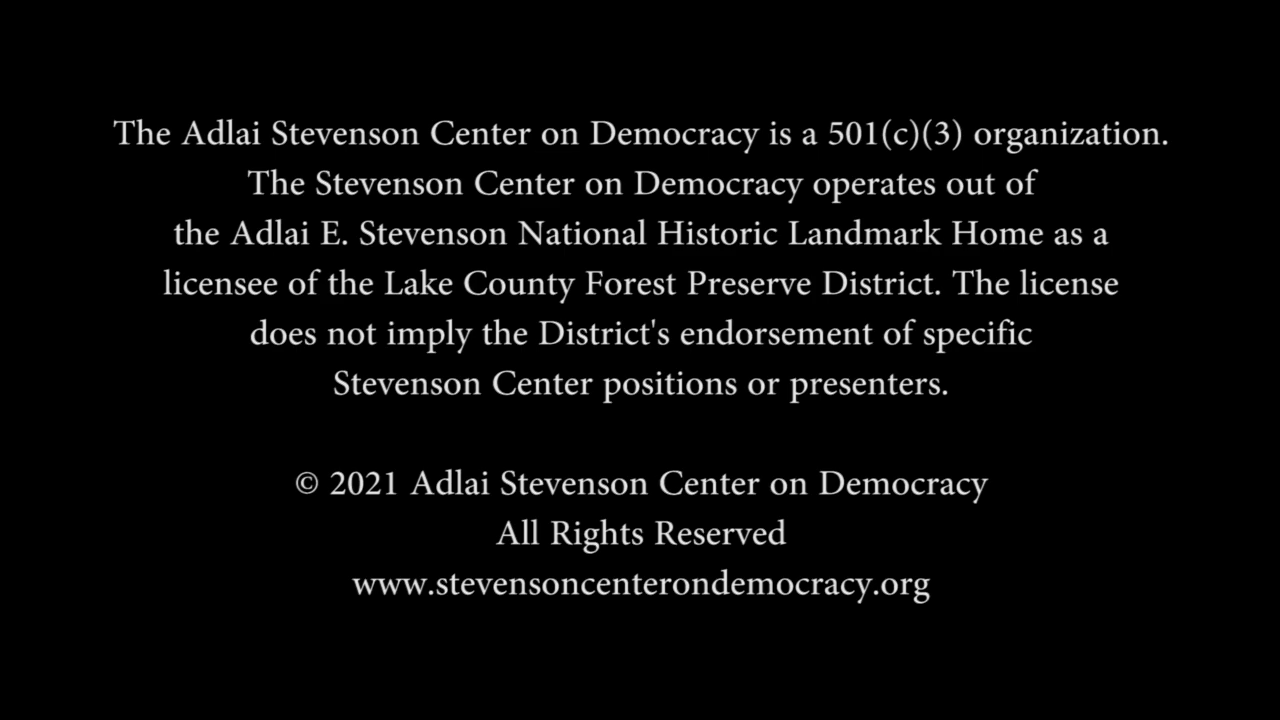 The Adlai Stevenson Center on Democracy is a 501(c)(3) organization.
The Stevenson Center on Democracy operates out of
the Adlai E. Stevenson National Historic Landmark Home as a
licensee of the Lake County Forest Preserve District. The license
does not imply the District's endorsement of specific
Stevenson Center positions or presenters.
© 2021 Adlai Stevenson Center on Democracy
All Rights Reserved
www.stevensoncenterondemocracy.org